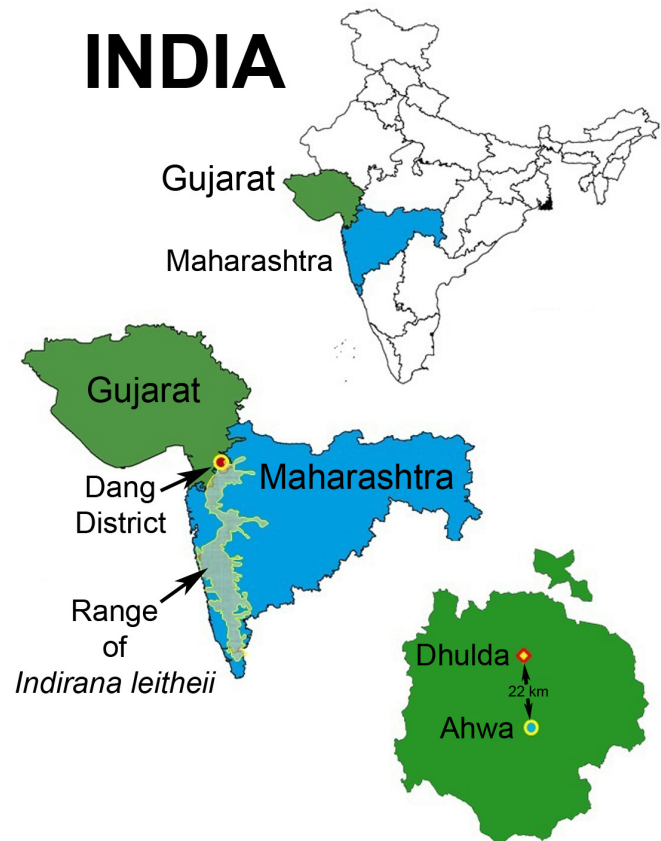 INDIA
Gujarat
Maharashtra
Gujarat
Maharashtra
Dang
District
Range
of
Indirana leitheii
Dhulda
22 km
Ahwa